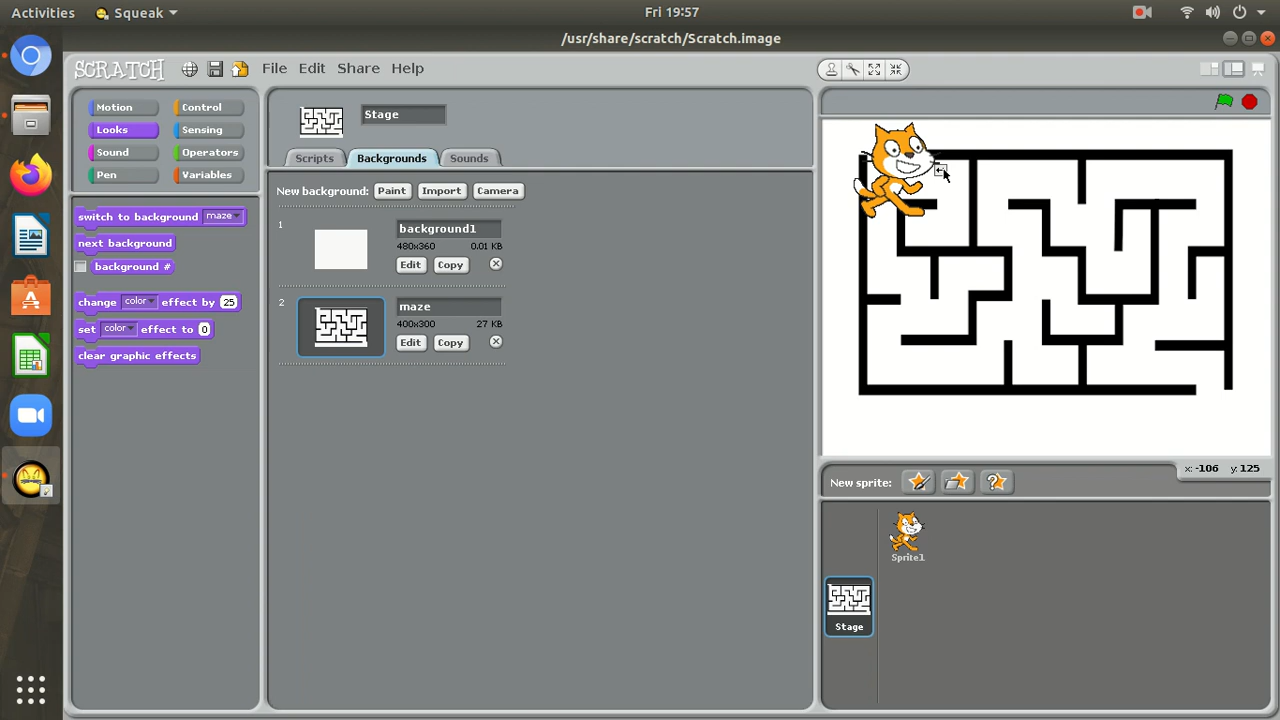 Activities Squeak Fri 19:57
/usr/share/scratch/Scratch.image
SCRATCH File Edit Share Help
Motion Control
Looks Sensing
Sound Operators
Pen Variables
switch to background maze
next background
background #
change color effect by 25
set color effect to 0
clear graphic effects
Stage
Scripts Backgrounds Sounds
New background: Paint Import Camera
1 background1
480x360 0.01 KB
Edit Copy
2 maze
400x300 27 KB
Edit Copy
x: -106 y: 125
New sprite:
Sprite1
Stage